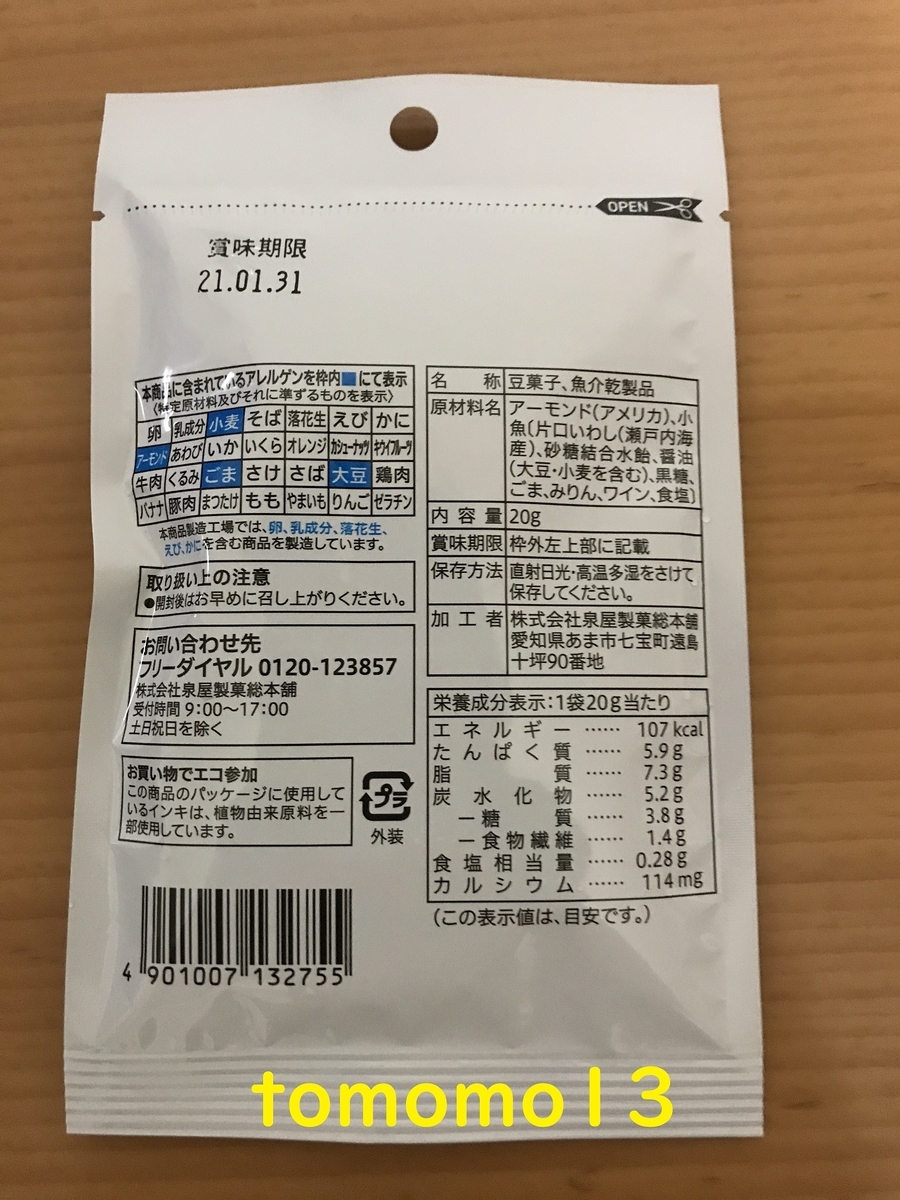 OPEN
賞味期限
21.01.31
本商品に含まれているアレルゲンを枠内■にて表示
〈特定原材料及びそれに準ずるものを表示〉
卵 乳成分 小麦 そば 落花生 えび かに
アーモンド あわび いか いくら オレンジ カシューナッツ キウイフルーツ
牛肉 くるみ ごま さけ さば 大豆 鶏肉
バナナ 豚肉 まつたけ もも やまいも りんご ゼラチン
本商品製造工場では、卵、乳成分、落花生、
えび、かにを含む商品を製造しています。
取り扱い上の注意
●開封後はお早めに召し上がりください。
お問い合わせ先
フリーダイヤル 0120-123857
株式会社泉屋製菓総本舗
受付時間 9:00〜17:00
土日祝日を除く
お買い物でエコ参加
この商品のパッケージに使用して
いるインキは、植物由来原料を一
部使用しています。
プラ
外装
4 901007 132755
名称 豆菓子、魚介乾製品
原材料名 アーモンド(アメリカ)、小
魚〔片口いわし(瀬戸内海
産)、砂糖結合水飴、醤油
(大豆・小麦を含む)、黒糖、
ごま、みりん、ワイン、食塩〕
内容量 20g
賞味期限 枠外左上部に記載
保存方法 直射日光・高温多湿をさけて
保存してください。
加工者 株式会社泉屋製菓総本舗
愛知県あま市七宝町遠島
十坪90番地
栄養成分表示:1袋20g当たり
エネルギー…… 107 kcal
たんぱく質…… 5.9g
脂質…… 7.3g
炭水化物…… 5.2g
－糖質…… 3.8g
－食物繊維…… 1.4g
食塩相当量…… 0.28g
カルシウム…… 114mg
(この表示値は、目安です。)
tomomo13